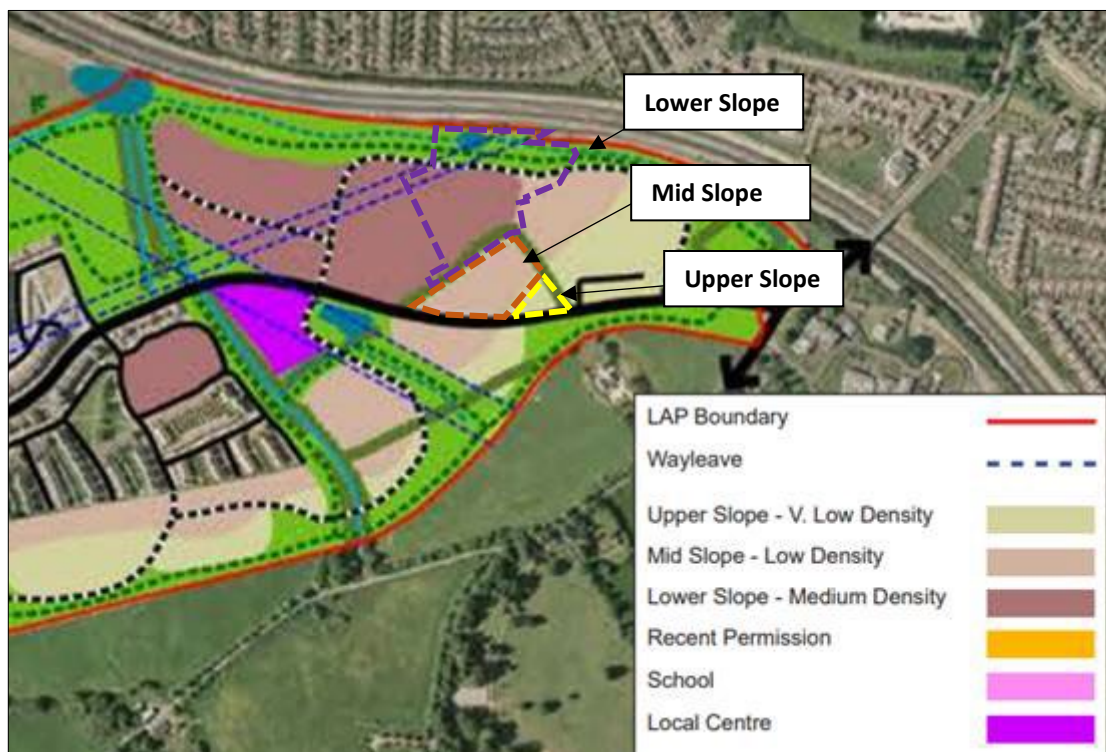 Lower Slope
Mid Slope
Upper Slope
LAP Boundary
Wayleave
Upper Slope - V. Low Density
Mid Slope - Low Density
Lower Slope - Medium Density
Recent Permission
School
Local Centre